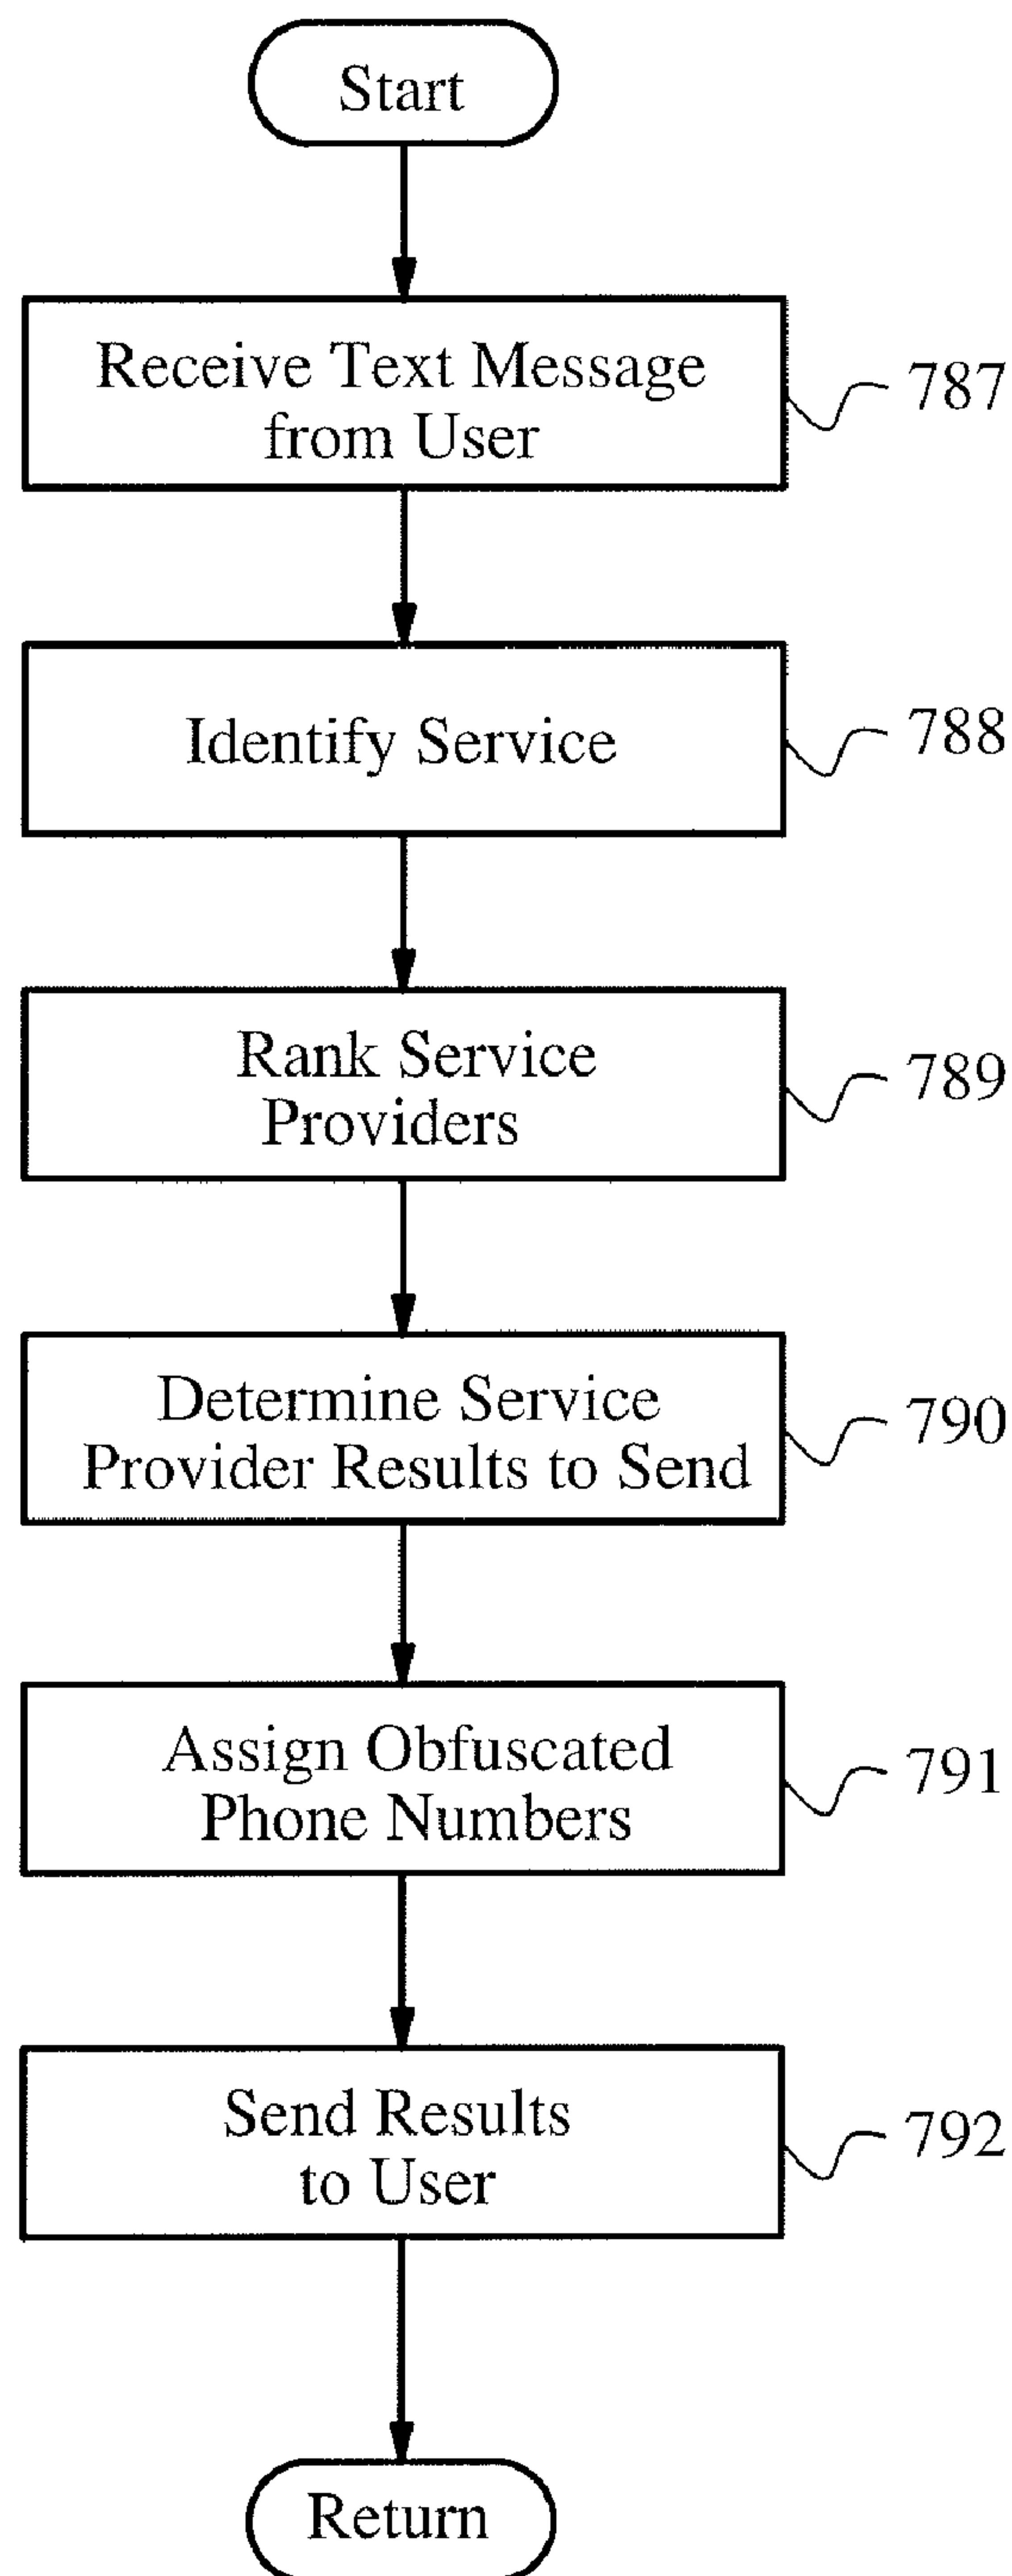 Start
Receive Text Message
from User
787
Identify Service
788
Rank Service
Providers
789
Determine Service
Provider Results to Send
790
Assign Obfuscated
Phone Numbers
791
Send Results
to User
792
Return